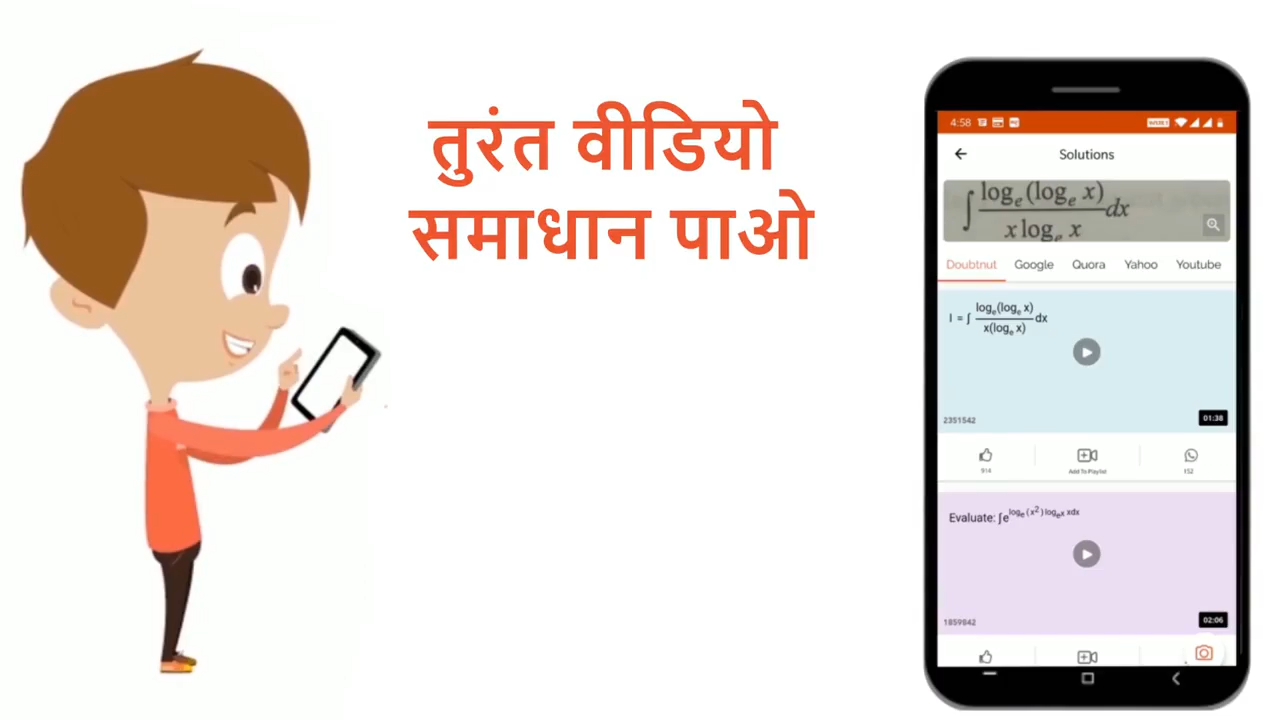 तुरंत वीडियो
समाधान पाओ
4:58
Solutions
∫ logₑ(logₑ x) / x logₑ x dx
Doubtnut Google Quora Yahoo Youtube
I = ∫ logₑ(logₑ x) / x(logₑ x) dx
2351542 01:38
914 Add To Playlist 152
Evaluate: ∫e^logₑ(x²) logₑx xdx
1859842 02:06